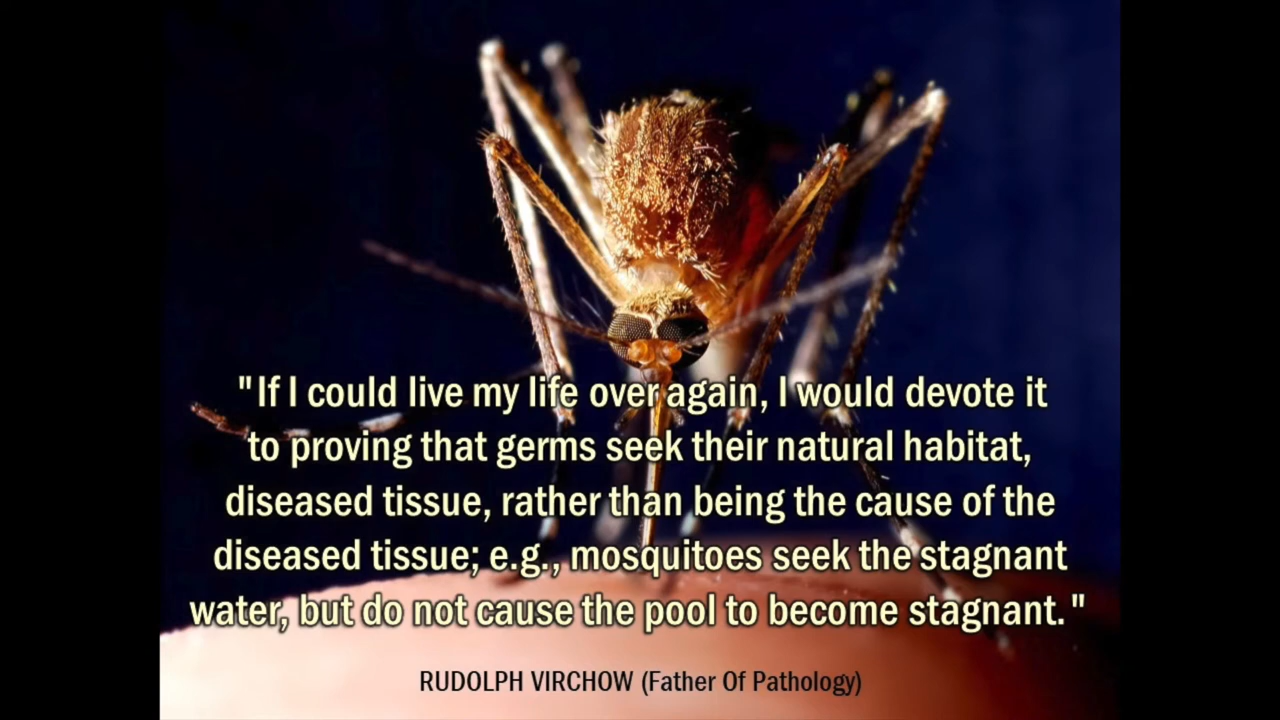 "If I could live my life over again, I would devote it
to proving that germs seek their natural habitat,
diseased tissue, rather than being the cause of the
diseased tissue; e.g., mosquitoes seek the stagnant
water, but do not cause the pool to become stagnant."
RUDOLPH VIRCHOW (Father Of Pathology)